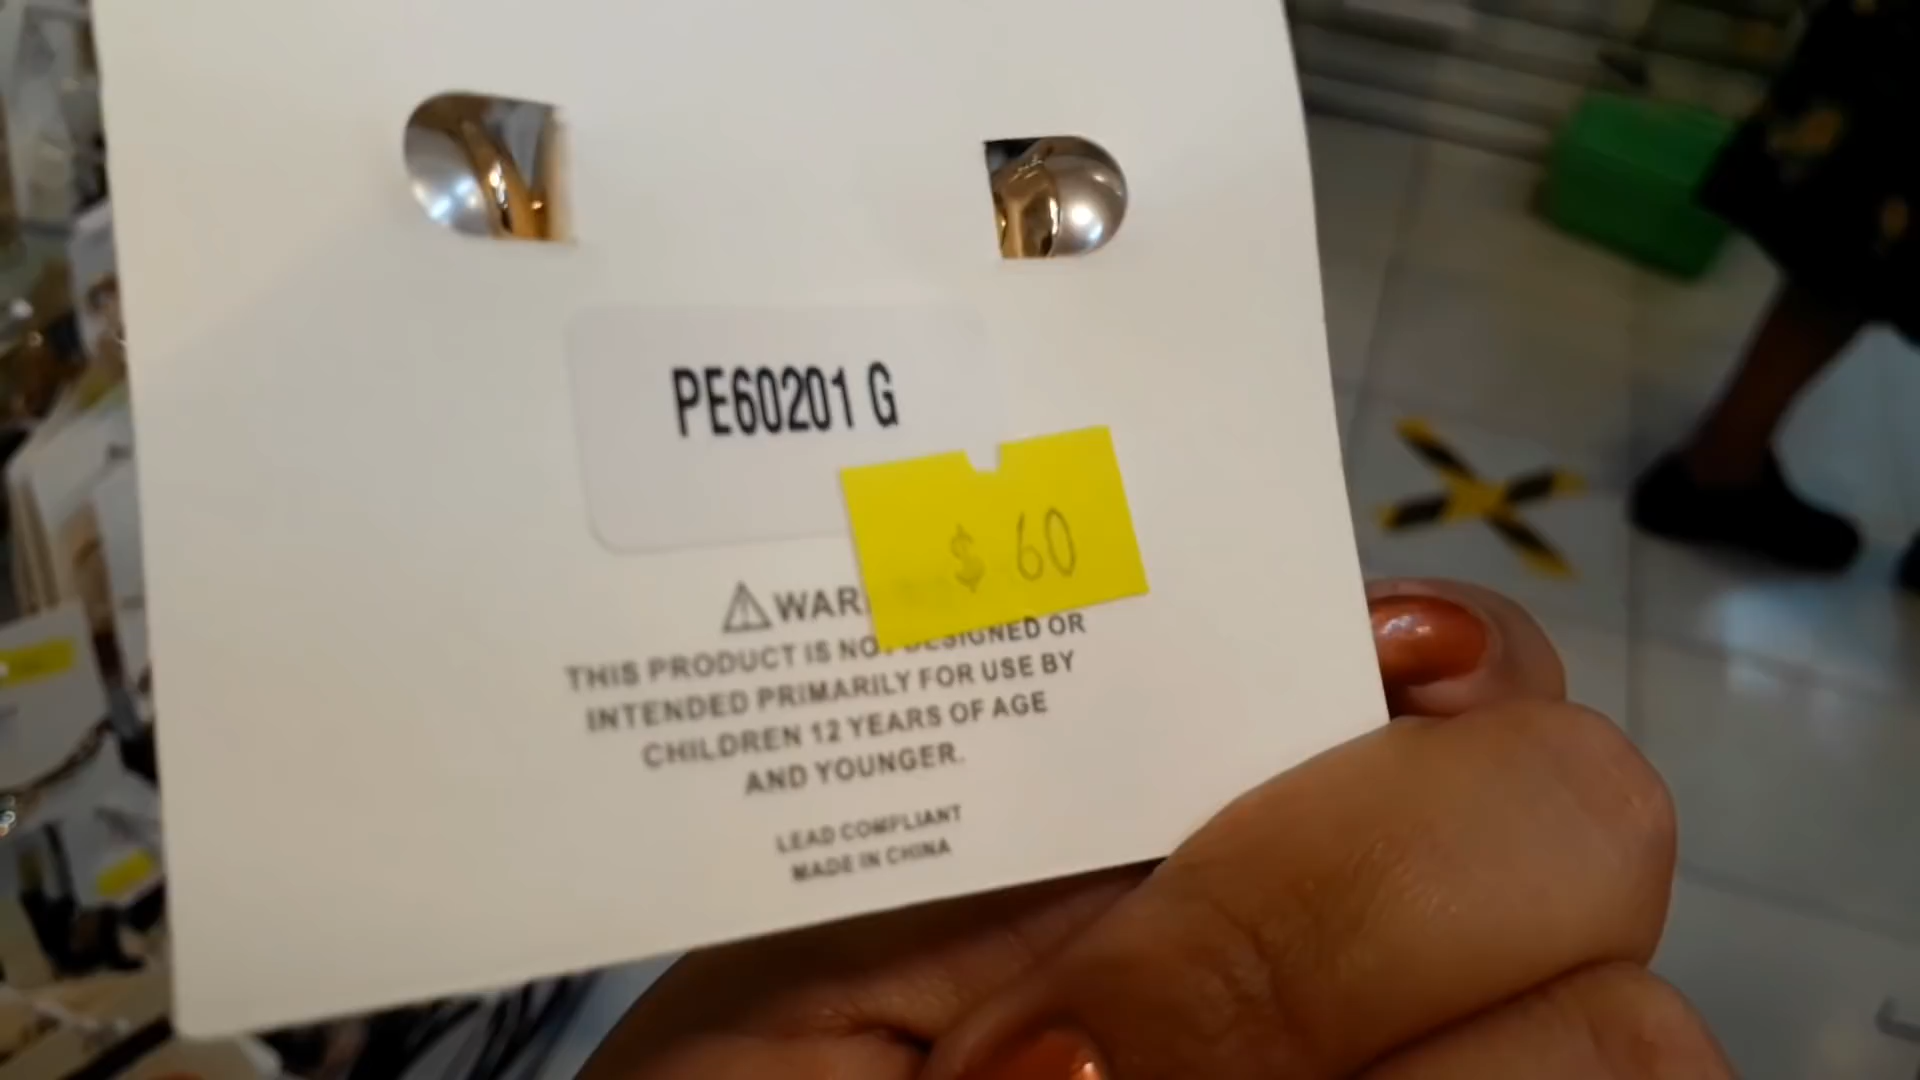 PE60201 G
$ 60
⚠WAR
THIS PRODUCT IS NOT DESIGNED OR
INTENDED PRIMARILY FOR USE BY
CHILDREN 12 YEARS OF AGE
AND YOUNGER.
LEAD COMPLIANT
MADE IN CHINA